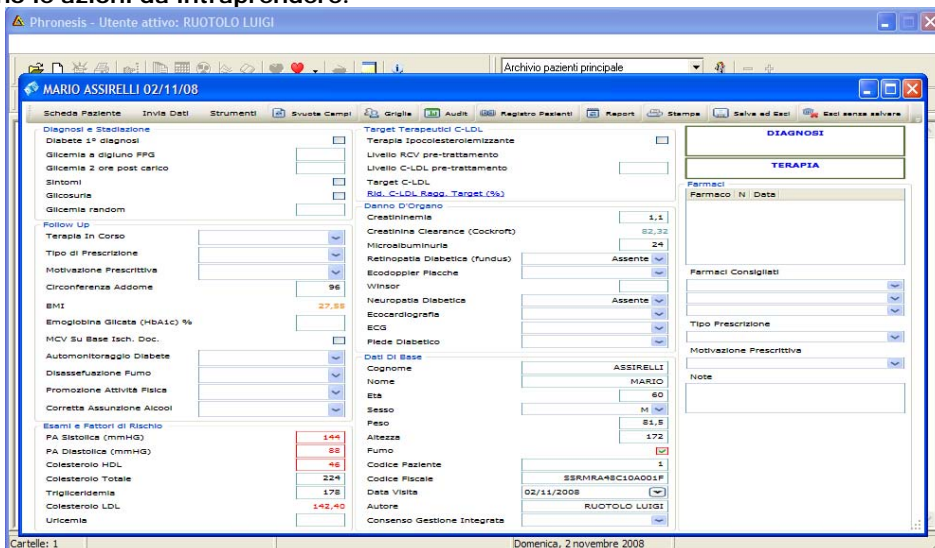 no le azioni da intraprendere.
Phronesis - Utente attivo: RUOTOLO LUIGI
Archivio pazienti principale
MARIO ASSIRELLI 02/11/08
Scheda Paziente Invia Dati Strumenti Svuota Campi Griglie Audit Registro Pazienti Report Stampe Salva ed Esci Esci senza salvare
Diagnosi e Stadiazione
Diabete 1° diagnosi
Glicemia a digiuno FPG
Glicemia 2 ore post carico
Sintomi
Glicosuria
Glicemia random
Follow Up
Terapia In Corso
Tipo di Prescrizione
Motivazione Prescrittiva
Circonferenza Addome 96
BMI
Emoglobina Glicata (HbA1c) %
MCV Su Base Isch. Doc.
Automonitoraggio Diabete
Disassefuazione Fumo
Promozione Attività Fisica
Corretta Assunzione Alcool
Esami e Fattori di Rischio
PA Sistolica (mmHG) 144
PA Diastolica (mmHG) 88
Colesterolo HDL 46
Colesterolo Totale 224
Trigliceridemia 178
Colesterolo LDL 142,40
Uricemia
Target Terapeutici C-LDL
Terapia Ipocolesterolemizzante
Livello RCV pre-trattamento
Livello C-LDL pre-trattamento
Target C-LDL
Rid. C-LDL Ragg. Target (%)
Danno D'Organo
Creatininemia 1,1
Creatinina Clearance (Cockroft) 82,32
Microalbuminuria 24
Retinopatia Diabetica (fundus) Assente
Ecodoppler Placche
Winsor
Neuropatia Diabetica Assente
Ecocardiografia
ECG
Piede Diabetico
Dati Di Base
Cognome ASSIRELLI
Nome MARIO
Età 60
Sesso M
Peso 81,5
Altezza 172
Fumo
Codice Paziente 1
Codice Fiscale SSRMRA48C10A001F
Data Visita 02/11/2008
Autore RUOTOLO LUIGI
Consenso Gestione Integrata
DIAGNOSI
TERAPIA
Farmaci
Farmaco N Data
Farmaci Consigliati
Tipo Prescrizione
Motivazione Prescrittiva
Note
Cartelle: 1 Domenica, 2 novembre 2008